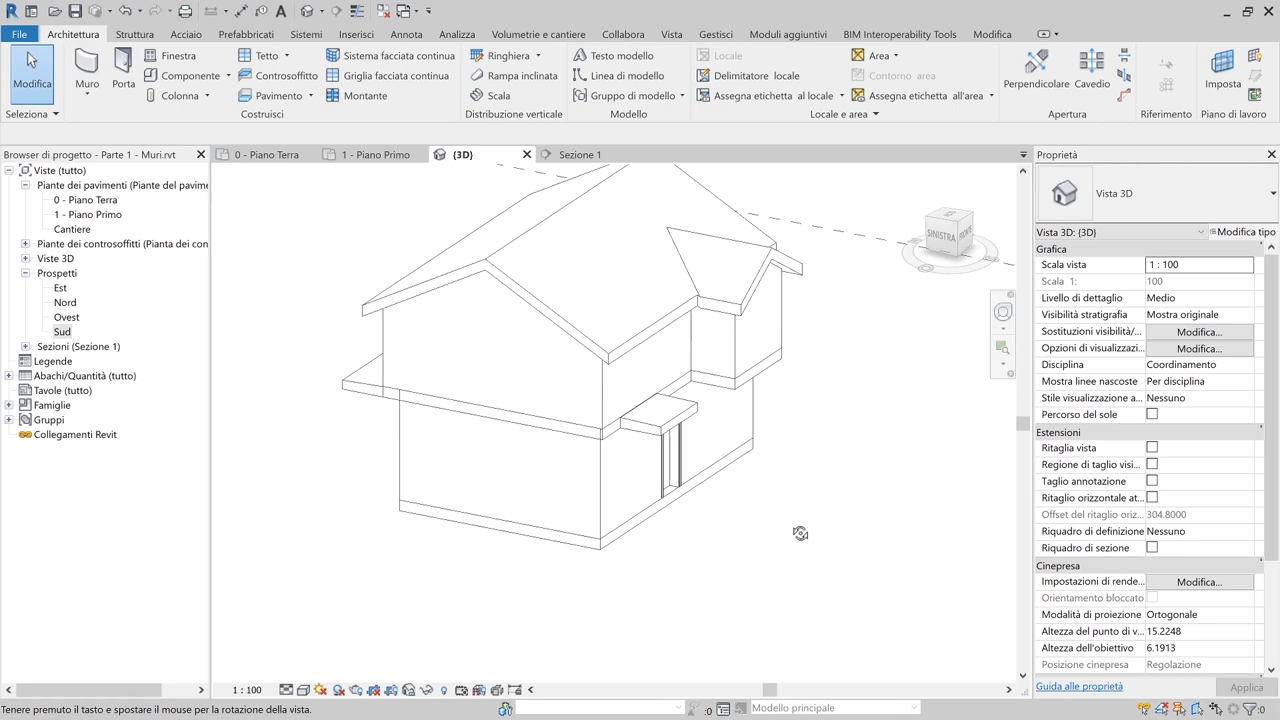 File
Architettura
Struttura
Acciaio
Prefabbricati
Sistemi
Inserisci
Annota
Analizza
Volumetrie e cantiere
Collabora
Vista
Gestisci
Moduli aggiuntivi
BIM Interoperability Tools
Modifica
Modifica
Muro
Porta
Finestra
Componente
Colonna
Tetto
Controsoffitto
Pavimento
Sistema facciata continua
Griglia facciata continua
Montante
Ringhiera
Rampa inclinata
Scala
Testo modello
Linea di modello
Gruppo di modello
Locale
Delimitatore locale
Assegna etichetta al locale
Area
Contorno area
Assegna etichetta all'area
Perpendicolare
Cavedio
Imposta
Seleziona
Costruisci
Distribuzione verticale
Modello
Locale e area
Apertura
Riferimento
Piano di lavoro
Browser di progetto - Parte 1 - Muri.rvt
0 - Piano Terra
1 - Piano Primo
{3D}
Sezione 1
Proprietà
Viste (tutto)
Piante dei pavimenti (Piante del pavime
0 - Piano Terra
1 - Piano Primo
Cantiere
Piante dei controsoffitti (Pianta dei co
Viste 3D
Prospetti
Est
Nord
Ovest
Sud
Sezioni (Sezione 1)
Legende
Abachi/Quantità (tutto)
Tavole (tutto)
Famiglie
Gruppi
Collegamenti Revit
SINISTRA
Vista 3D
Vista 3D: {3D}
Modifica tipo
Grafica
Scala vista 1 : 100
Scala 1: 100
Livello di dettaglio Medio
Visibilità stratigrafia Mostra originale
Sostituzioni visibilità/... Modifica...
Opzioni di visualizzazi... Modifica...
Disciplina Coordinamento
Mostra linee nascoste Per disciplina
Stile visualizzazione a... Nessuno
Percorso del sole
Estensioni
Ritaglia vista
Regione di taglio visi...
Taglio annotazione
Ritaglio orizzontale at...
Offset del ritaglio oriz... 304.8000
Riquadro di definizione Nessuno
Riquadro di sezione
Cinepresa
Impostazioni di rende... Modifica...
Orientamento bloccato
Modalità di proiezione Ortogonale
Altezza del punto di v... 15.2248
Altezza dell'obiettivo 6.1913
Posizione cinepresa Regolazione
Guida alle proprietà
Applica
1 : 100
Tenere premuto il tasto e spostare il mouse per la rotazione della vista.
:0
Modello principale
:0